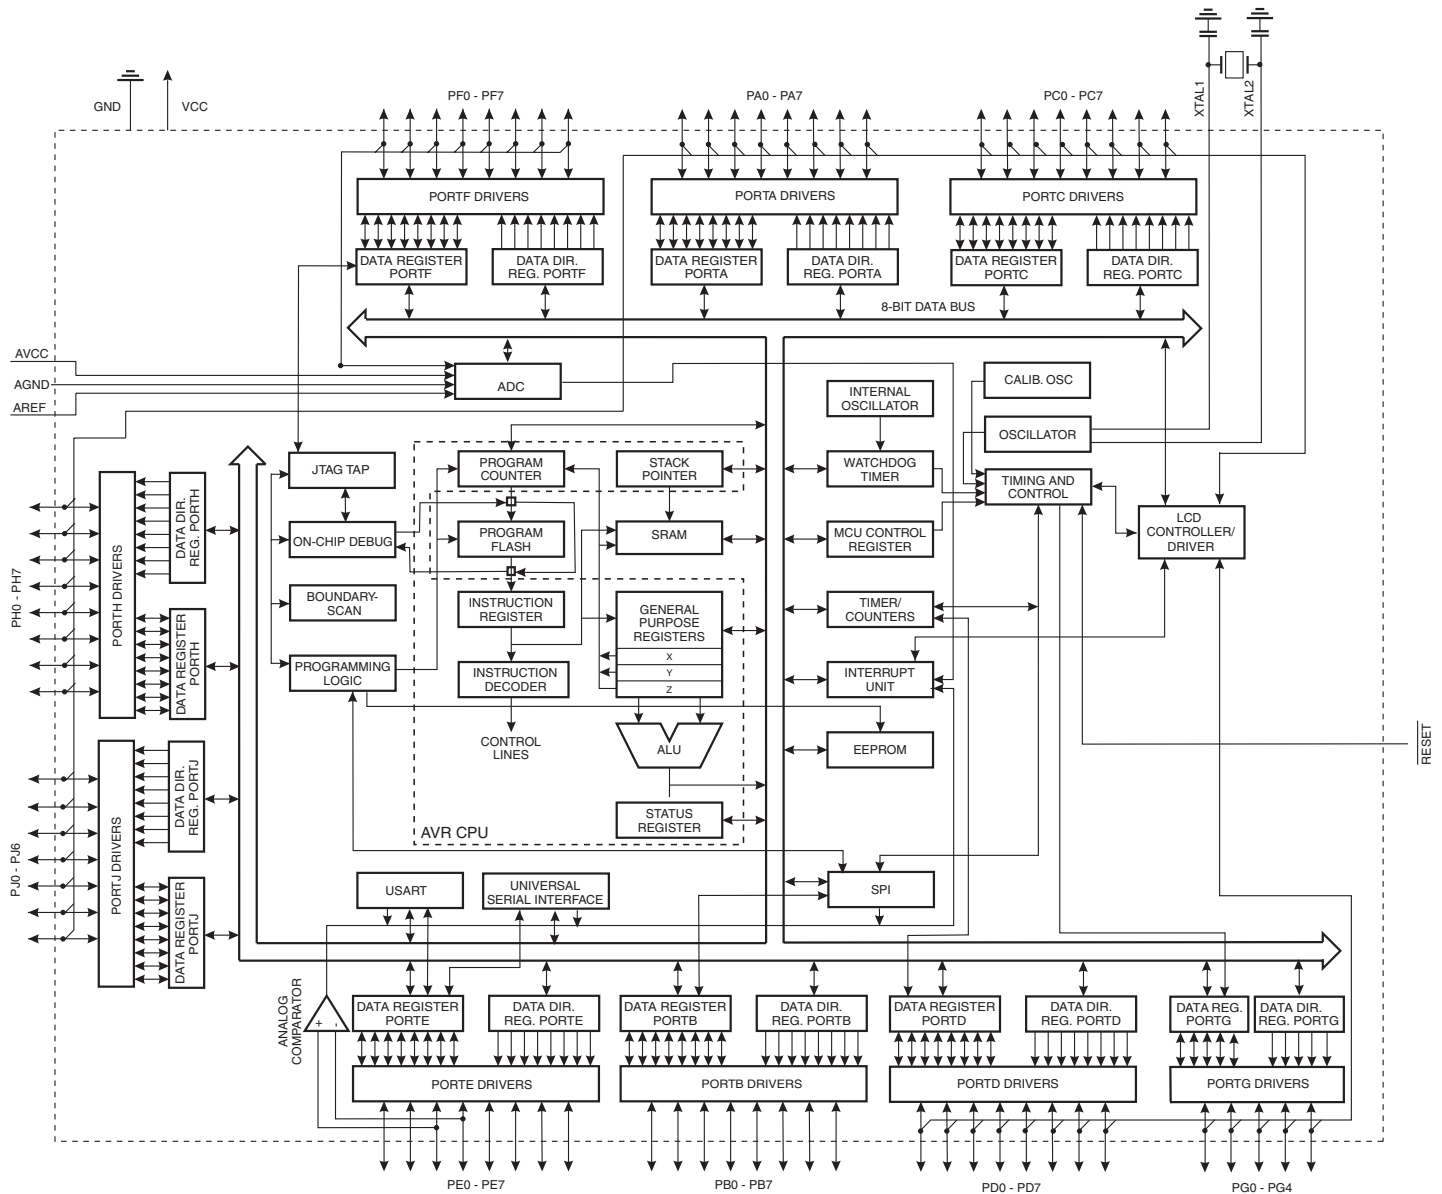 XTAL1
XTAL2
GND
VCC
PF0 - PF7
PA0 - PA7
PC0 - PC7
PORTF DRIVERS
PORTA DRIVERS
PORTC DRIVERS
DATA REGISTER
PORTF
DATA DIR.
REG. PORTF
DATA REGISTER
PORTA
DATA DIR.
REG. PORTA
DATA REGISTER
PORTC
DATA DIR.
REG. PORTC
8-BIT DATA BUS
AVCC
AGND
AREF
ADC
INTERNAL
OSCILLATOR
CALIB. OSC
OSCILLATOR
JTAG TAP
PROGRAM
COUNTER
STACK
POINTER
WATCHDOG
TIMER
TIMING AND
CONTROL
LCD
CONTROLLER/
DRIVER
ON-CHIP DEBUG
PROGRAM
FLASH
SRAM
MCU CONTROL
REGISTER
BOUNDARY-
SCAN
INSTRUCTION
REGISTER
GENERAL
PURPOSE
REGISTERS
X
Y
Z
TIMER/
COUNTERS
PROGRAMMING
LOGIC
INSTRUCTION
DECODER
INTERRUPT
UNIT
CONTROL
LINES
ALU
EEPROM
RESET
STATUS
REGISTER
AVR CPU
PH0 - PH7
PORTH DRIVERS
DATA DIR.
REG. PORTH
DATA REGISTER
PORTH
PJ0 - PJ6
PORTJ DRIVERS
DATA DIR.
REG. PORTJ
DATA REGISTER
PORTJ
USART
UNIVERSAL
SERIAL INTERFACE
SPI
ANALOG
COMPARATOR
+
-
DATA REGISTER
PORTE
DATA DIR.
REG. PORTE
DATA REGISTER
PORTB
DATA DIR.
REG. PORTB
DATA REGISTER
PORTD
DATA DIR.
REG. PORTD
DATA REG.
PORTG
DATA DIR.
REG. PORTG
PORTE DRIVERS
PORTB DRIVERS
PORTD DRIVERS
PORTG DRIVERS
PE0 - PE7
PB0 - PB7
PD0 - PD7
PG0 - PG4